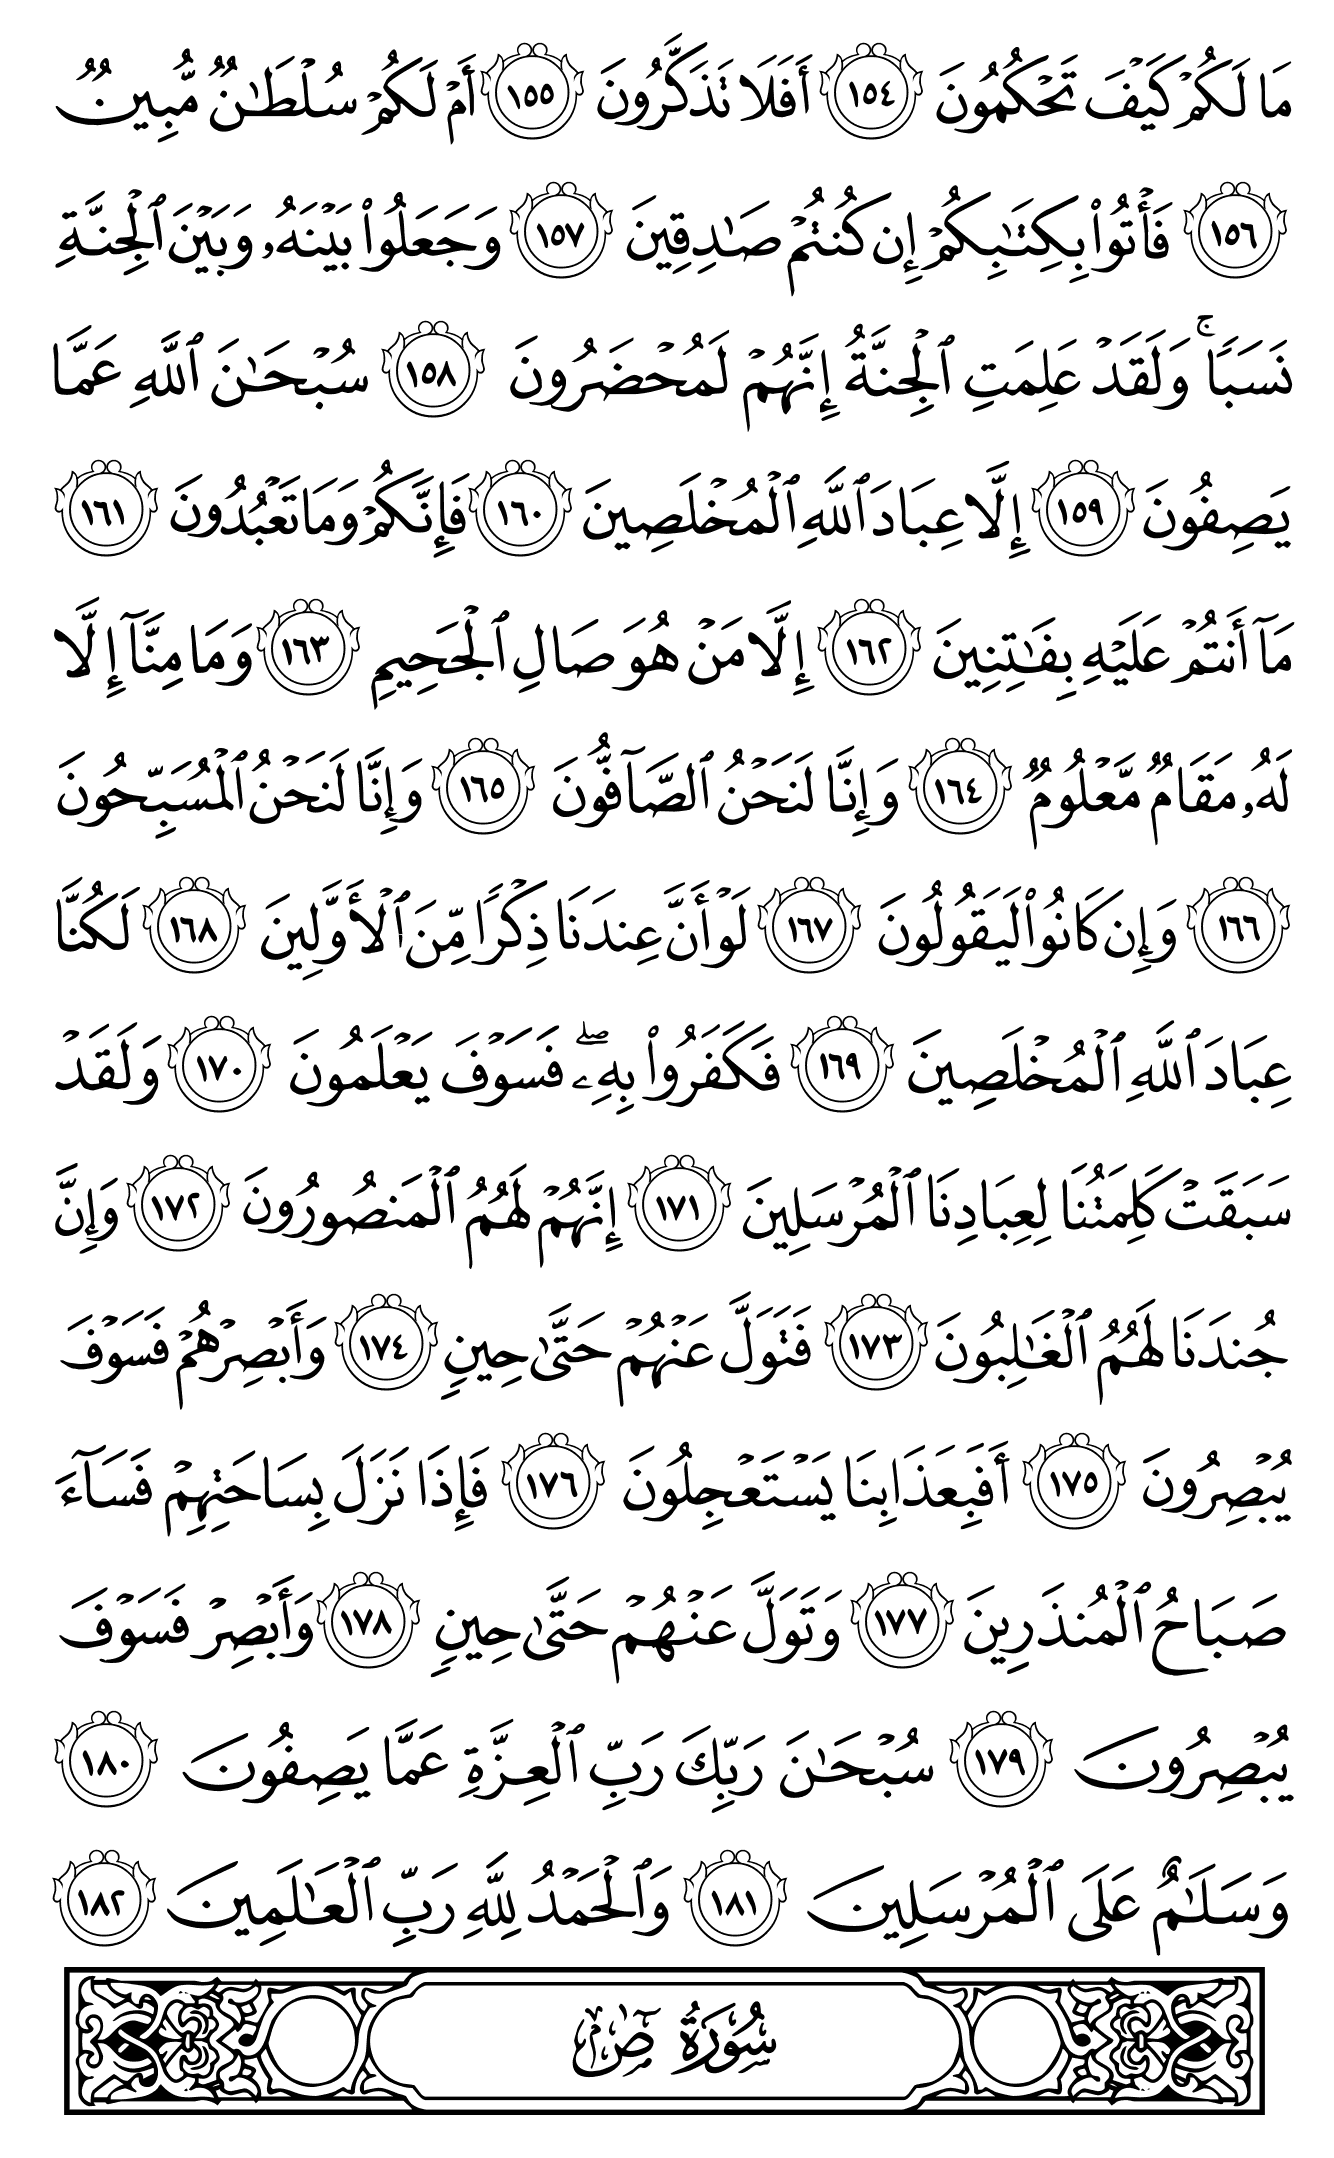 مَا لَكُمۡ كَيۡفَ تَحۡكُمُونَ ١٥٤ أَفَلَا تَذَكَّرُونَ ١٥٥ أَمۡ لَكُمۡ سُلۡطَٰنٞ مُّبِينٞ
١٥٦ فَأۡتُواْ بِكِتَٰبِكُمۡ إِن كُنتُمۡ صَٰدِقِينَ ١٥٧ وَجَعَلُواْ بَيۡنَهُۥ وَبَيۡنَ ٱلۡجِنَّةِ
نَسَبٗاۚ وَلَقَدۡ عَلِمَتِ ٱلۡجِنَّةُ إِنَّهُمۡ لَمُحۡضَرُونَ ١٥٨ سُبۡحَٰنَ ٱللَّهِ عَمَّا
يَصِفُونَ ١٥٩ إِلَّا عِبَادَ ٱللَّهِ ٱلۡمُخۡلَصِينَ ١٦٠ فَإِنَّكُمۡ وَمَا تَعۡبُدُونَ ١٦١
مَآ أَنتُمۡ عَلَيۡهِ بِفَٰتِنِينَ ١٦٢ إِلَّا مَنۡ هُوَ صَالِ ٱلۡجَحِيمِ ١٦٣ وَمَا مِنَّآ إِلَّا
لَهُۥ مَقَامٞ مَّعۡلُومٞ ١٦٤ وَإِنَّا لَنَحۡنُ ٱلصَّآفُّونَ ١٦٥ وَإِنَّا لَنَحۡنُ ٱلۡمُسَبِّحُونَ
١٦٦ وَإِن كَانُواْ لَيَقُولُونَ ١٦٧ لَوۡ أَنَّ عِندَنَا ذِكۡرٗا مِّنَ ٱلۡأَوَّلِينَ ١٦٨ لَكُنَّا
عِبَادَ ٱللَّهِ ٱلۡمُخۡلَصِينَ ١٦٩ فَكَفَرُواْ بِهِۦۖ فَسَوۡفَ يَعۡلَمُونَ ١٧٠ وَلَقَدۡ
سَبَقَتۡ كَلِمَتُنَا لِعِبَادِنَا ٱلۡمُرۡسَلِينَ ١٧١ إِنَّهُمۡ لَهُمُ ٱلۡمَنصُورُونَ ١٧٢ وَإِنَّ
جُندَنَا لَهُمُ ٱلۡغَٰلِبُونَ ١٧٣ فَتَوَلَّ عَنۡهُمۡ حَتَّىٰ حِينٖ ١٧٤ وَأَبۡصِرۡهُمۡ فَسَوۡفَ
يُبۡصِرُونَ ١٧٥ أَفَبِعَذَابِنَا يَسۡتَعۡجِلُونَ ١٧٦ فَإِذَا نَزَلَ بِسَاحَتِهِمۡ فَسَآءَ
صَبَاحُ ٱلۡمُنذَرِينَ ١٧٧ وَتَوَلَّ عَنۡهُمۡ حَتَّىٰ حِينٖ ١٧٨ وَأَبۡصِرۡ فَسَوۡفَ
يُبۡصِرُونَ ١٧٩ سُبۡحَٰنَ رَبِّكَ رَبِّ ٱلۡعِزَّةِ عَمَّا يَصِفُونَ ١٨٠
وَسَلَٰمٌ عَلَى ٱلۡمُرۡسَلِينَ ١٨١ وَٱلۡحَمۡدُ لِلَّهِ رَبِّ ٱلۡعَٰلَمِينَ ١٨٢
سُورَةُ صٓ